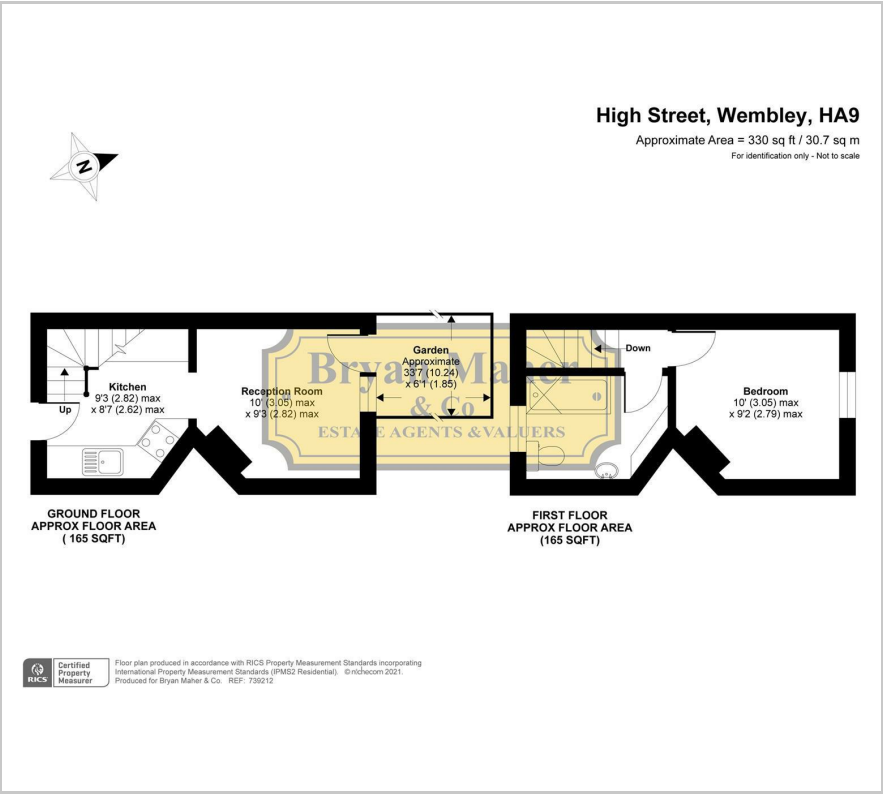 High Street, Wembley, HA9
Approximate Area = 330 sq ft / 30.7 sq m
For identification only - Not to scale
N
Kitchen
9'3 (2.82) max
x 8'7 (2.62) max
Up
Reception Room
10' (3.05) max
x 9'3 (2.82) max
Garden
Approximate
33'7 (10.24)
x 6'1 (1.85)
Down
Bedroom
10' (3.05) max
x 9'2 (2.79) max
Bryan Maher
& Co
ESTATE AGENTS & VALUERS
GROUND FLOOR
APPROX FLOOR AREA
( 165 SQFT)
FIRST FLOOR
APPROX FLOOR AREA
(165 SQFT)
RICS
Certified
Property
Measurer
Floor plan produced in accordance with RICS Property Measurement Standards incorporating
International Property Measurement Standards (IPMS2 Residential). © nichecom 2021.
Produced for Bryan Maher & Co. REF: 739212